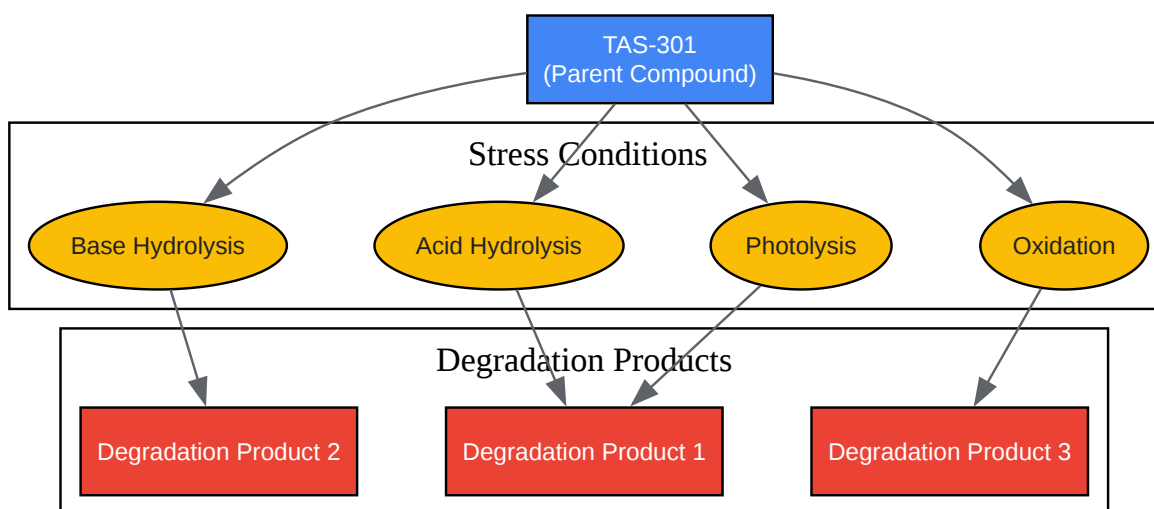 TAS-301
(Parent Compound)
Stress Conditions
Base Hydrolysis
Acid Hydrolysis
Photolysis
Oxidation
Degradation Products
Degradation Product 2
Degradation Product 1
Degradation Product 3